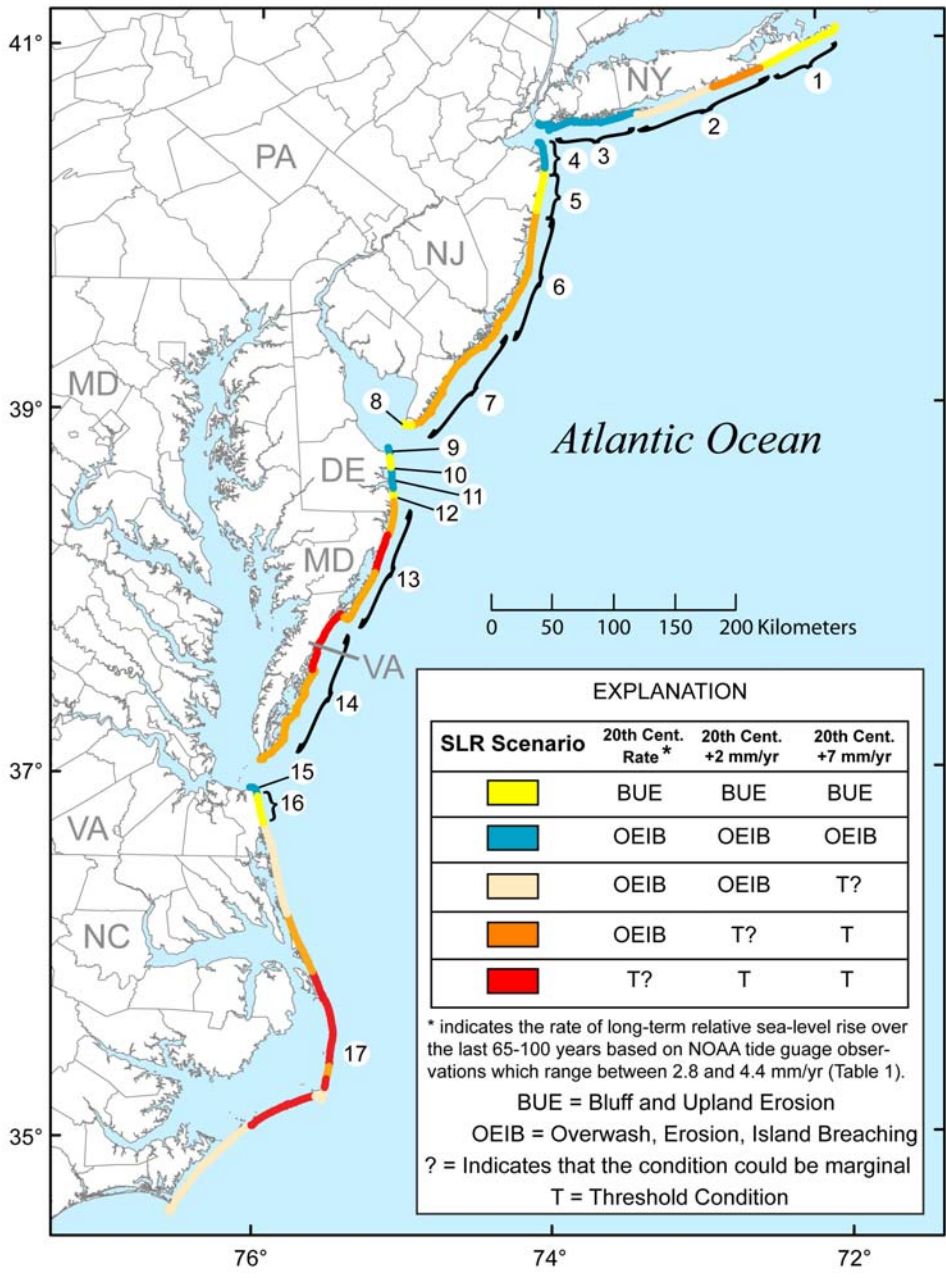 41°
NY
1
2
3
4
5
PA
NJ
6
MD
39°
8
7
Atlantic Ocean
9
DE
10
11
12
MD
13
0 50 100 150 200 Kilometers
VA
14
37°
15
16
VA
NC
17
35°
76°
74°
72°
EXPLANATION
SLR Scenario 20th Cent. Rate* 20th Cent. +2 mm/yr 20th Cent. +7 mm/yr
BUE BUE BUE
OEIB OEIB OEIB
OEIB OEIB T?
OEIB T? T
T? T T
* indicates the rate of long-term relative sea-level rise over
the last 65-100 years based on NOAA tide guage obser-
vations which range between 2.8 and 4.4 mm/yr (Table 1).
BUE = Bluff and Upland Erosion
OEIB = Overwash, Erosion, Island Breaching
? = Indicates that the condition could be marginal
T = Threshold Condition